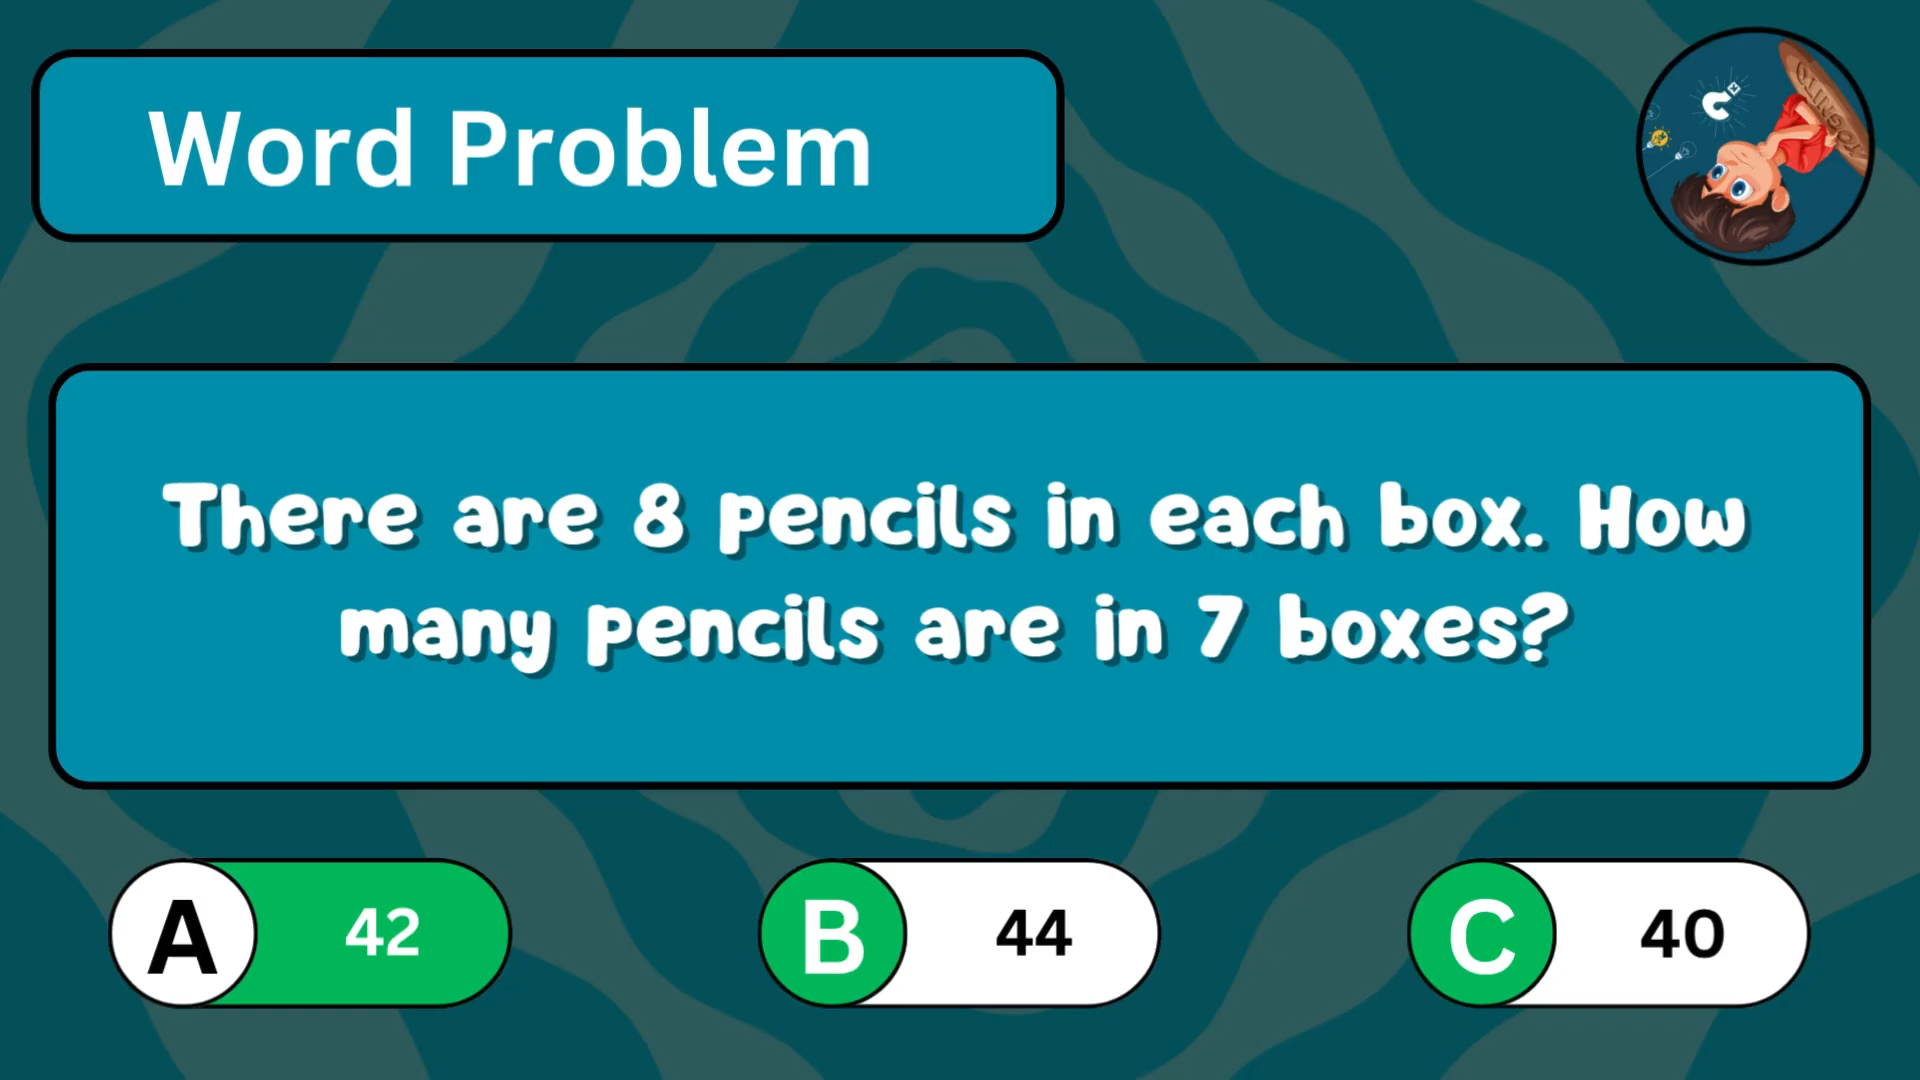 Word Problem
There are 8 pencils in each box. How
many pencils are in 7 boxes?
A 42
B 44
C 40